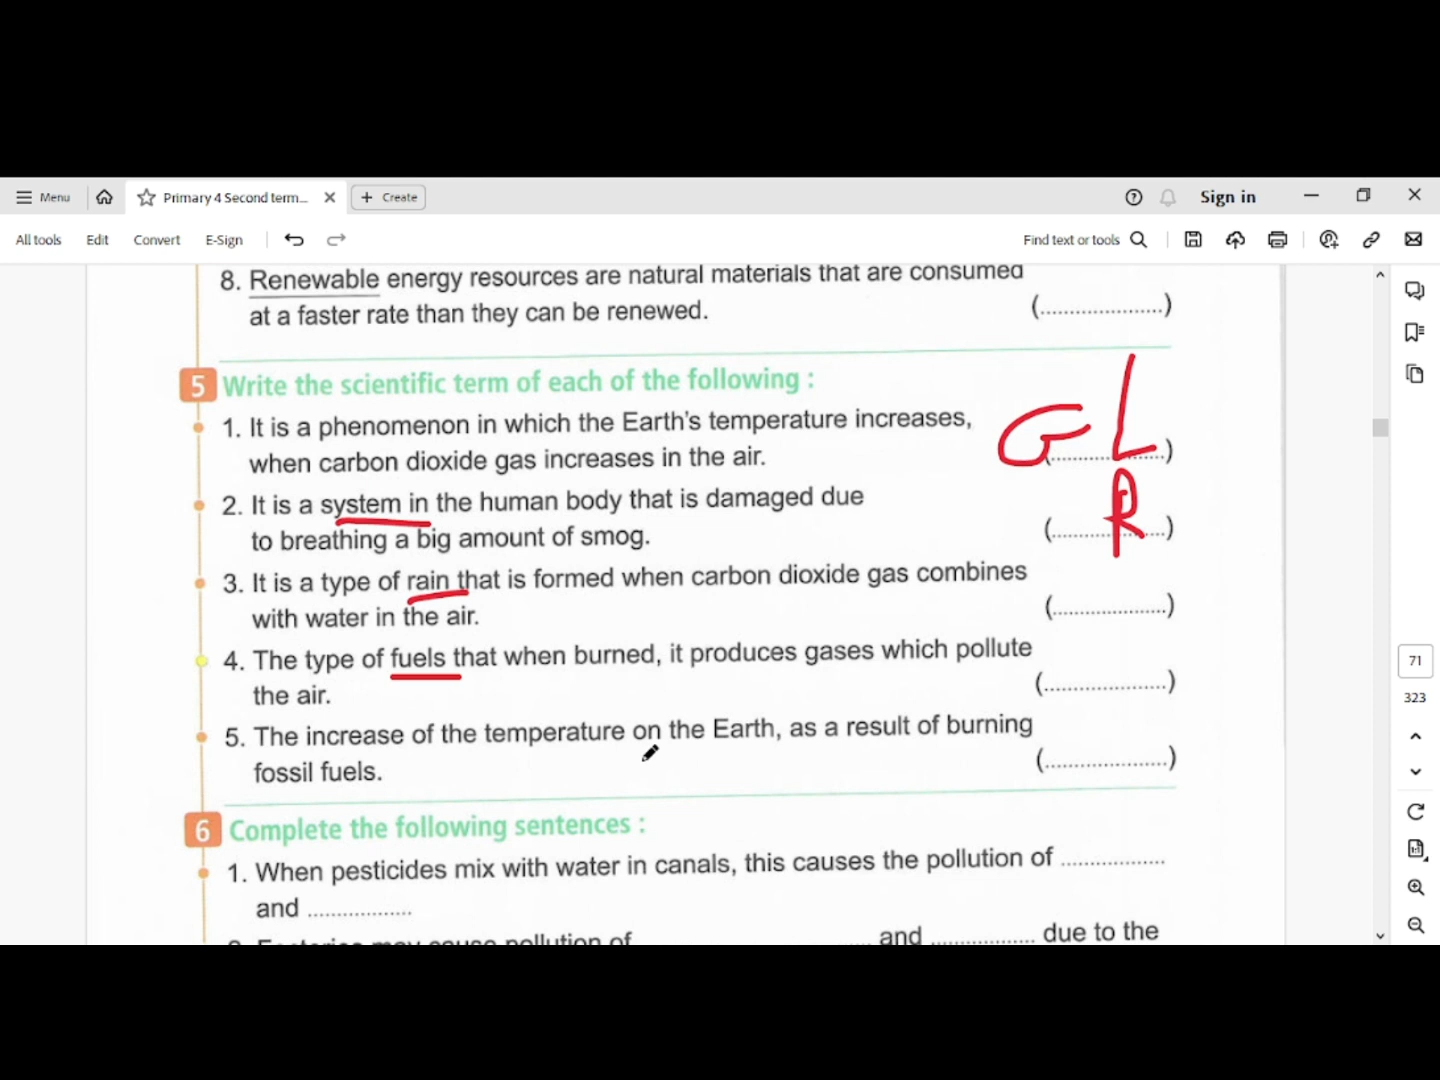 Menu
Primary 4 Second term...
Create
Sign in
All tools
Edit
Convert
E-Sign
Find text or tools
8. Renewable energy resources are natural materials that are consumed
at a faster rate than they can be renewed. (......................)
5 Write the scientific term of each of the following :
1. It is a phenomenon in which the Earth's temperature increases,
when carbon dioxide gas increases in the air. (......................)
G L
2. It is a system in the human body that is damaged due
to breathing a big amount of smog. (......................)
R
3. It is a type of rain that is formed when carbon dioxide gas combines
with water in the air. (......................)
4. The type of fuels that when burned, it produces gases which pollute
the air. (......................)
5. The increase of the temperature on the Earth, as a result of burning
fossil fuels. (......................)
6 Complete the following sentences :
1. When pesticides mix with water in canals, this causes the pollution of ..................
and ..................
pollution of .................. and .................. due to the
71
323